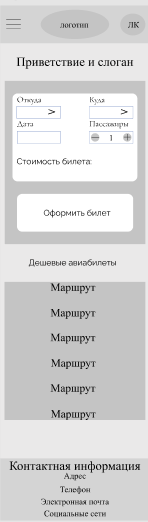 логотип ЛК
Приветствие и слоган
Откуда Куда
> >
Дата Пассажиры
1
Стоимость билета:
Оформить билет
Дешевые авиабилеты
Маршрут
Маршрут
Маршрут
Маршрут
Маршрут
Маршрут
Контактная информация
Адрес
Телефон
Электронная почта
Социальные сети